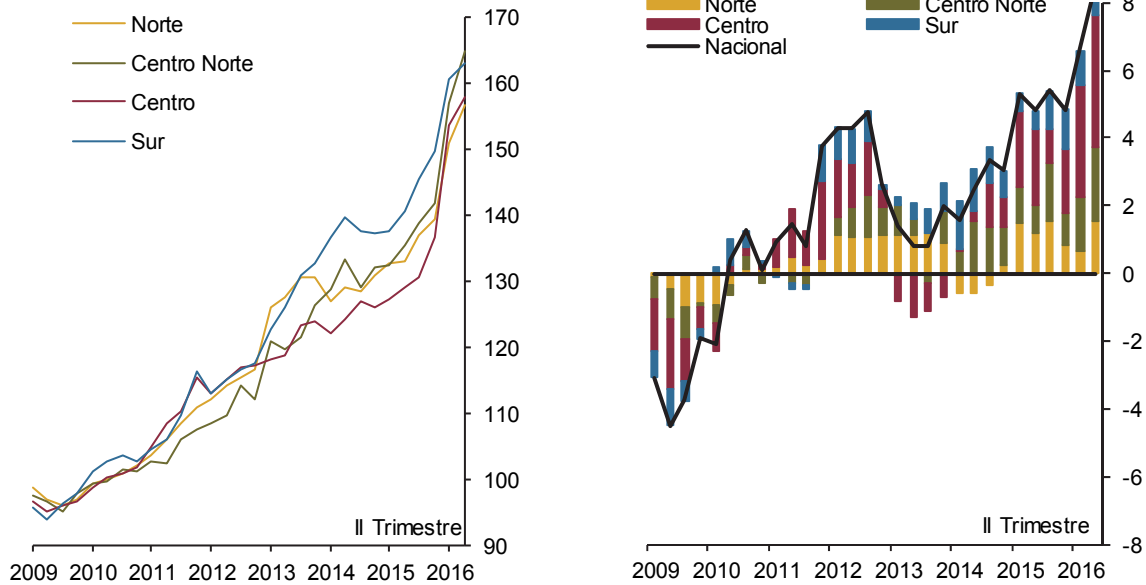 Norte
Centro Norte
Centro
Sur
170
160
150
140
130
120
110
100
90
II Trimestre
2009 2010 2011 2012 2013 2014 2015 2016
Norte Centro Norte
Centro Sur
Nacional
8
6
4
2
0
-2
-4
-6
-8
II Trimestre
2009 2010 2011 2012 2013 2014 2015 2016